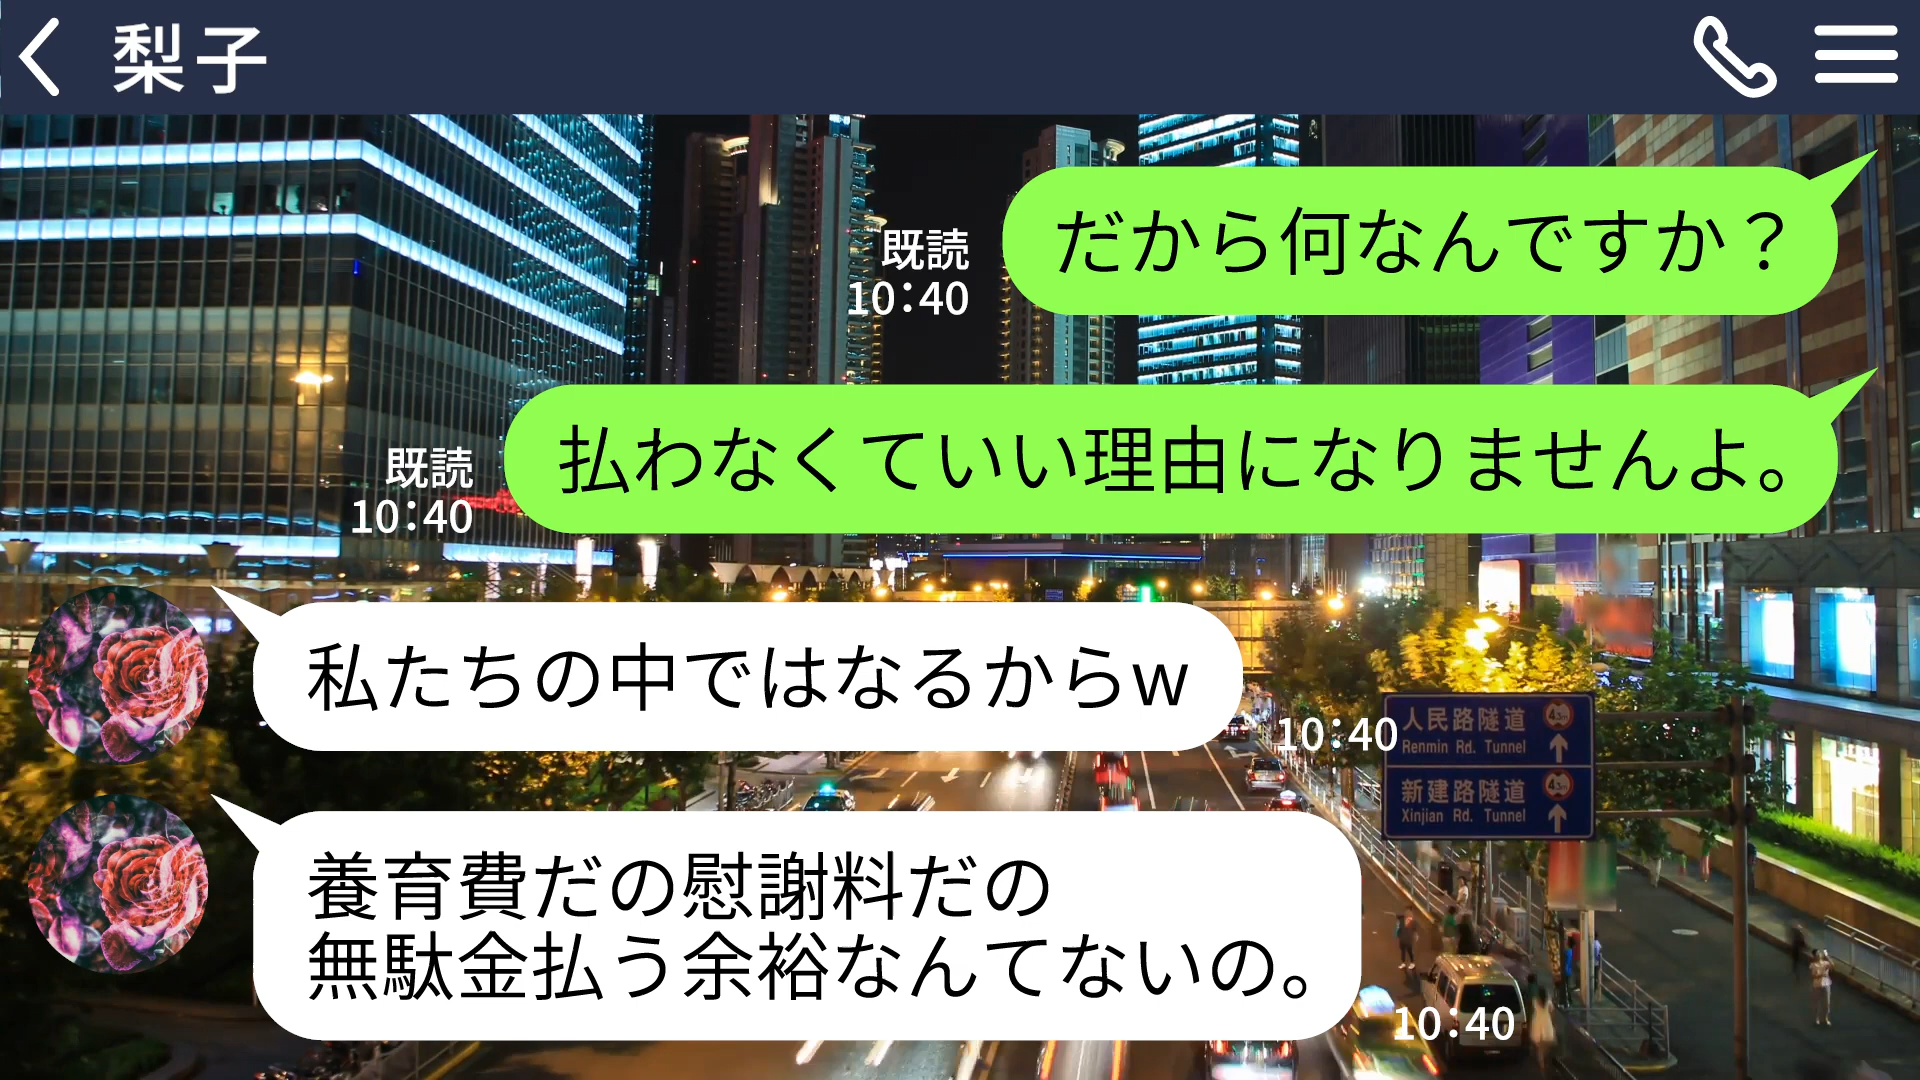 梨子
だから何なんですか？
既読
10:40
払わなくていい理由になりませんよ。
既読
10:40
私たちの中ではなるからw
10:40
人民路隧道
Renmin Rd. Tunnel
新建路隧道
Xinjian Rd. Tunnel
養育費だの慰謝料だの
無駄金払う余裕なんてないの。
10:40